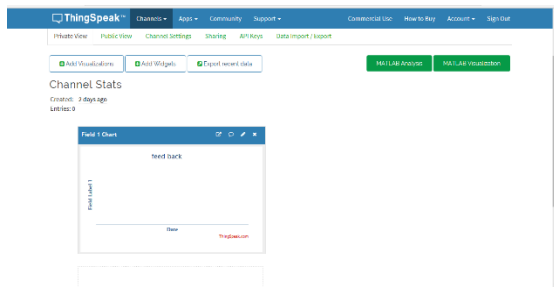 ThingSpeak™ Channels Apps Community Support Commercial Use How to Buy Account Sign Out
Private View Public View Channel Settings Sharing API Keys Data Import / Export
Add Visualizations Add Widgets Export recent data MATLAB Analysis MATLAB Visualization
Channel Stats
Created: 2 days ago
Entries: 0
Field 1 Chart
feed back
Field Label 1
ThingSpeak.com